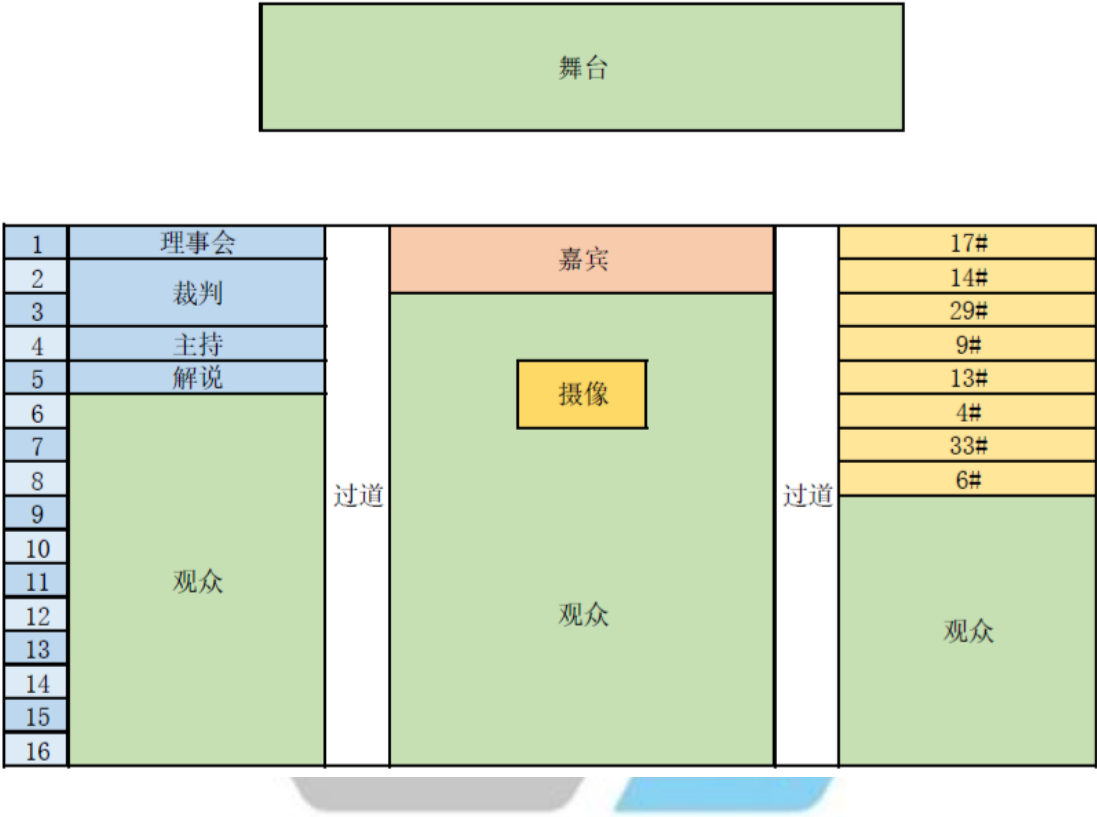 舞台
1 理事会 嘉宾 17#
2 裁判 14#
3 29#
4 主持 9#
5 解说 摄像 13#
6 4#
7 33#
8 过道 过道 6#
9
10
11 观众
12 观众 观众
13
14
15
16